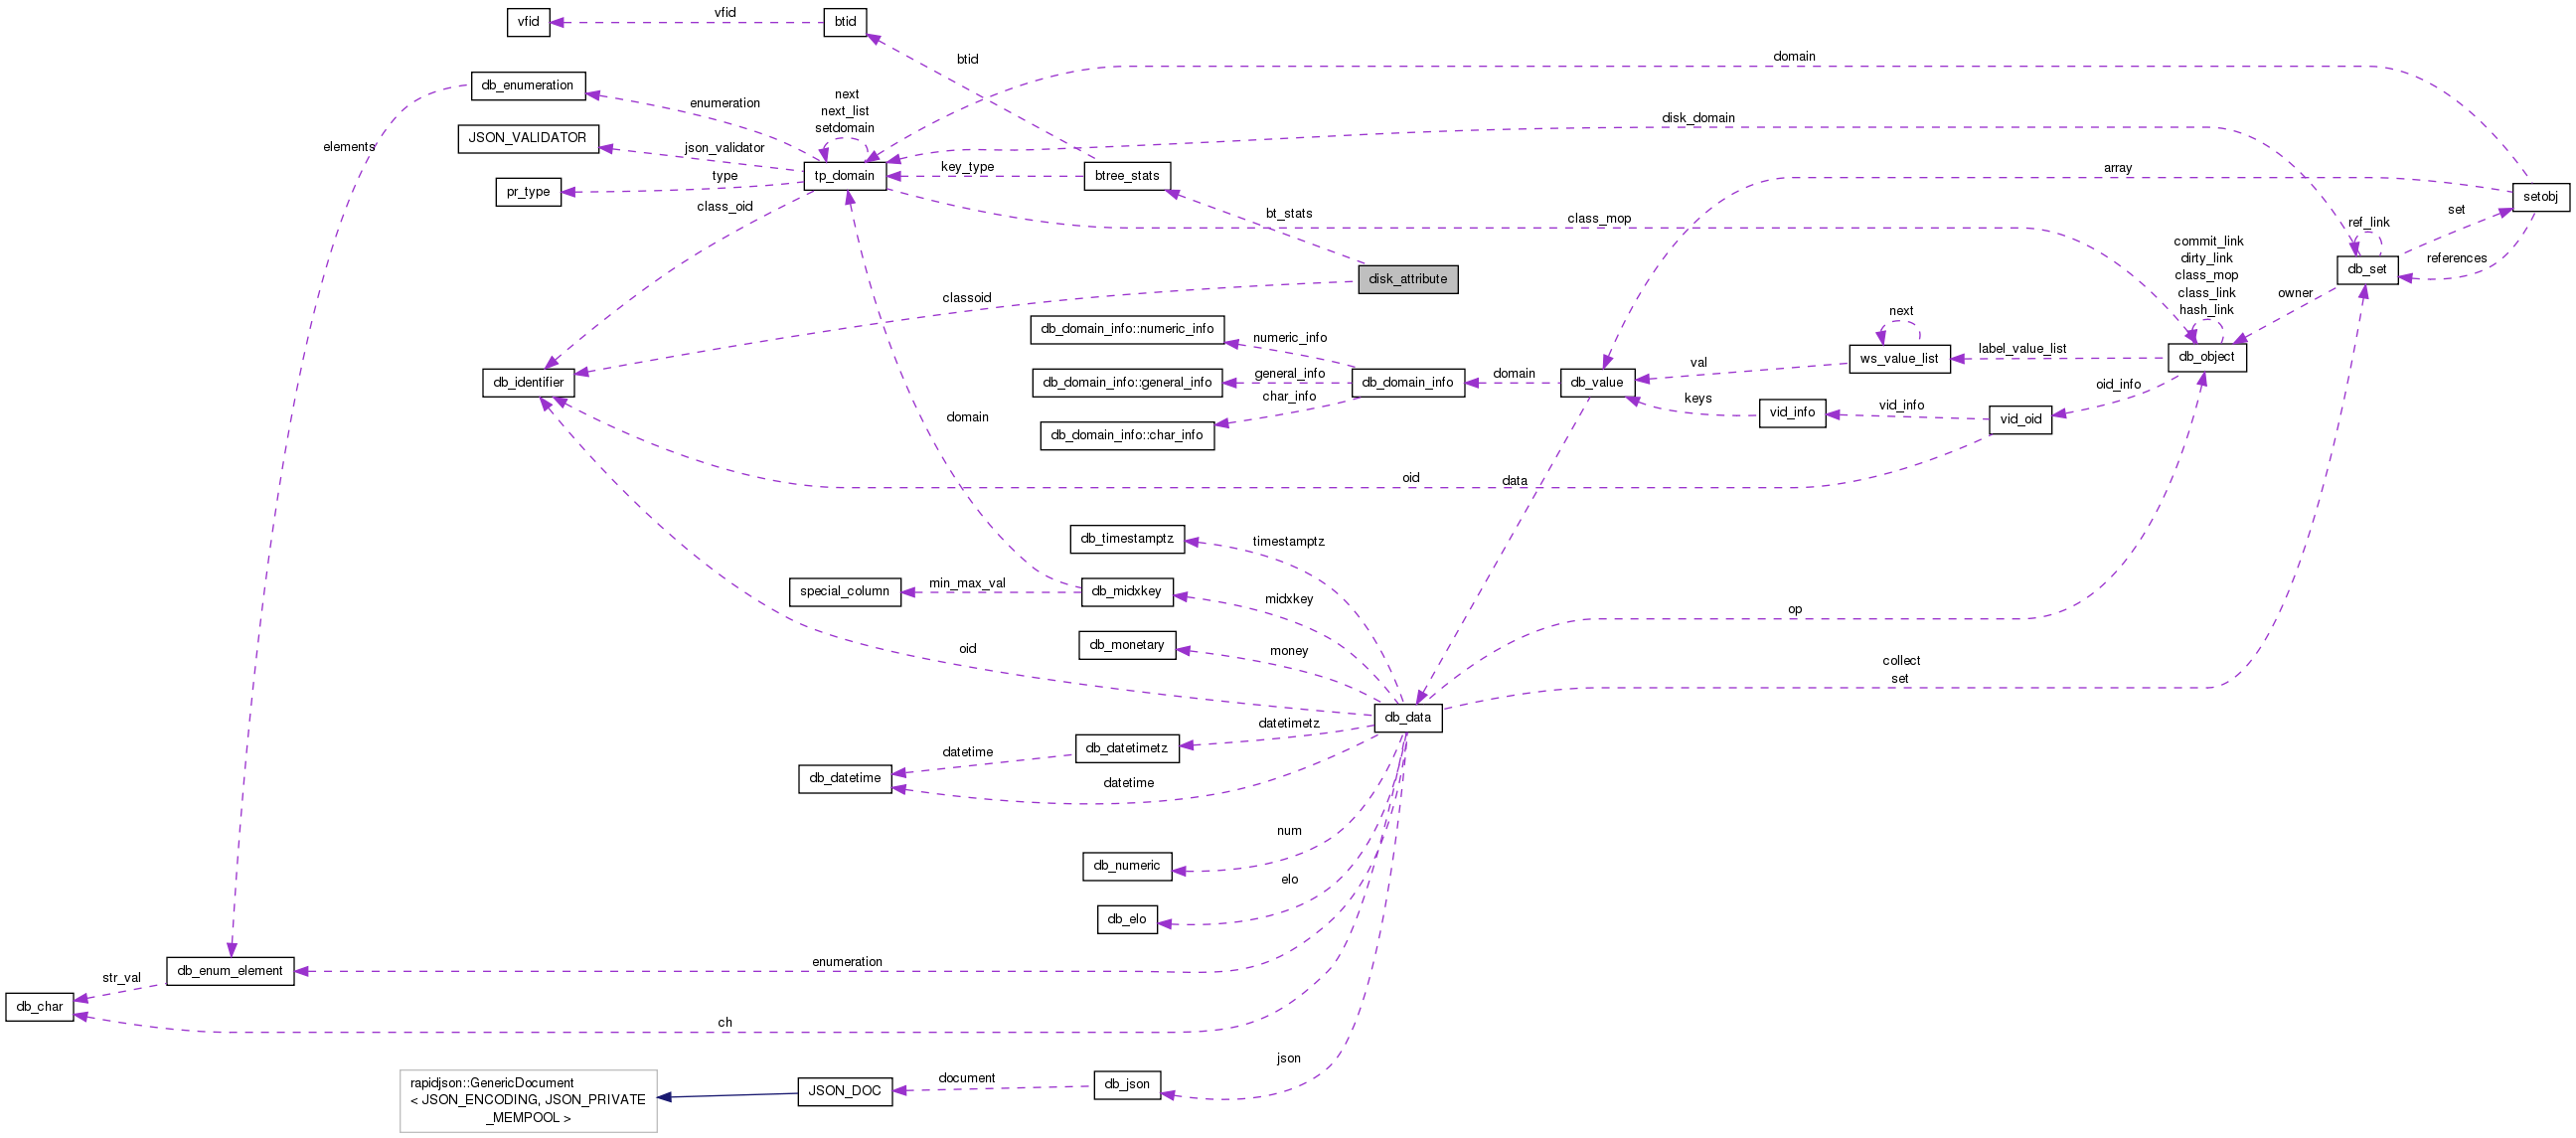 vfid
vfid
btid
btid
domain
db_enumeration
enumeration
next
next_list
setdomain
disk_domain
JSON_VALIDATOR
json_validator
elements
tp_domain
key_type
btree_stats
array
type
pr_type
setobj
class_oid
bt_stats
class_mop
set
ref_link
commit_link
dirty_link
class_mop
class_link
hash_link
references
db_set
disk_attribute
classoid
owner
db_domain_info::numeric_info
numeric_info
next
label_value_list
ws_value_list
db_object
val
general_info
domain
db_identifier
db_domain_info::general_info
db_domain_info
db_value
oid_info
char_info
keys
vid_info
vid_info
vid_oid
domain
db_domain_info::char_info
oid
data
db_timestamptz
timestamptz
min_max_val
special_column
db_midxkey
midxkey
op
db_monetary
money
oid
collect
set
db_data
datetimetz
datetime
db_datetimetz
db_datetime
datetime
num
db_numeric
elo
db_elo
enumeration
db_enum_element
str_val
db_char
ch
json
document
db_json
JSON_DOC
rapidjson::GenericDocument
< JSON_ENCODING, JSON_PRIVATE
_MEMPOOL >